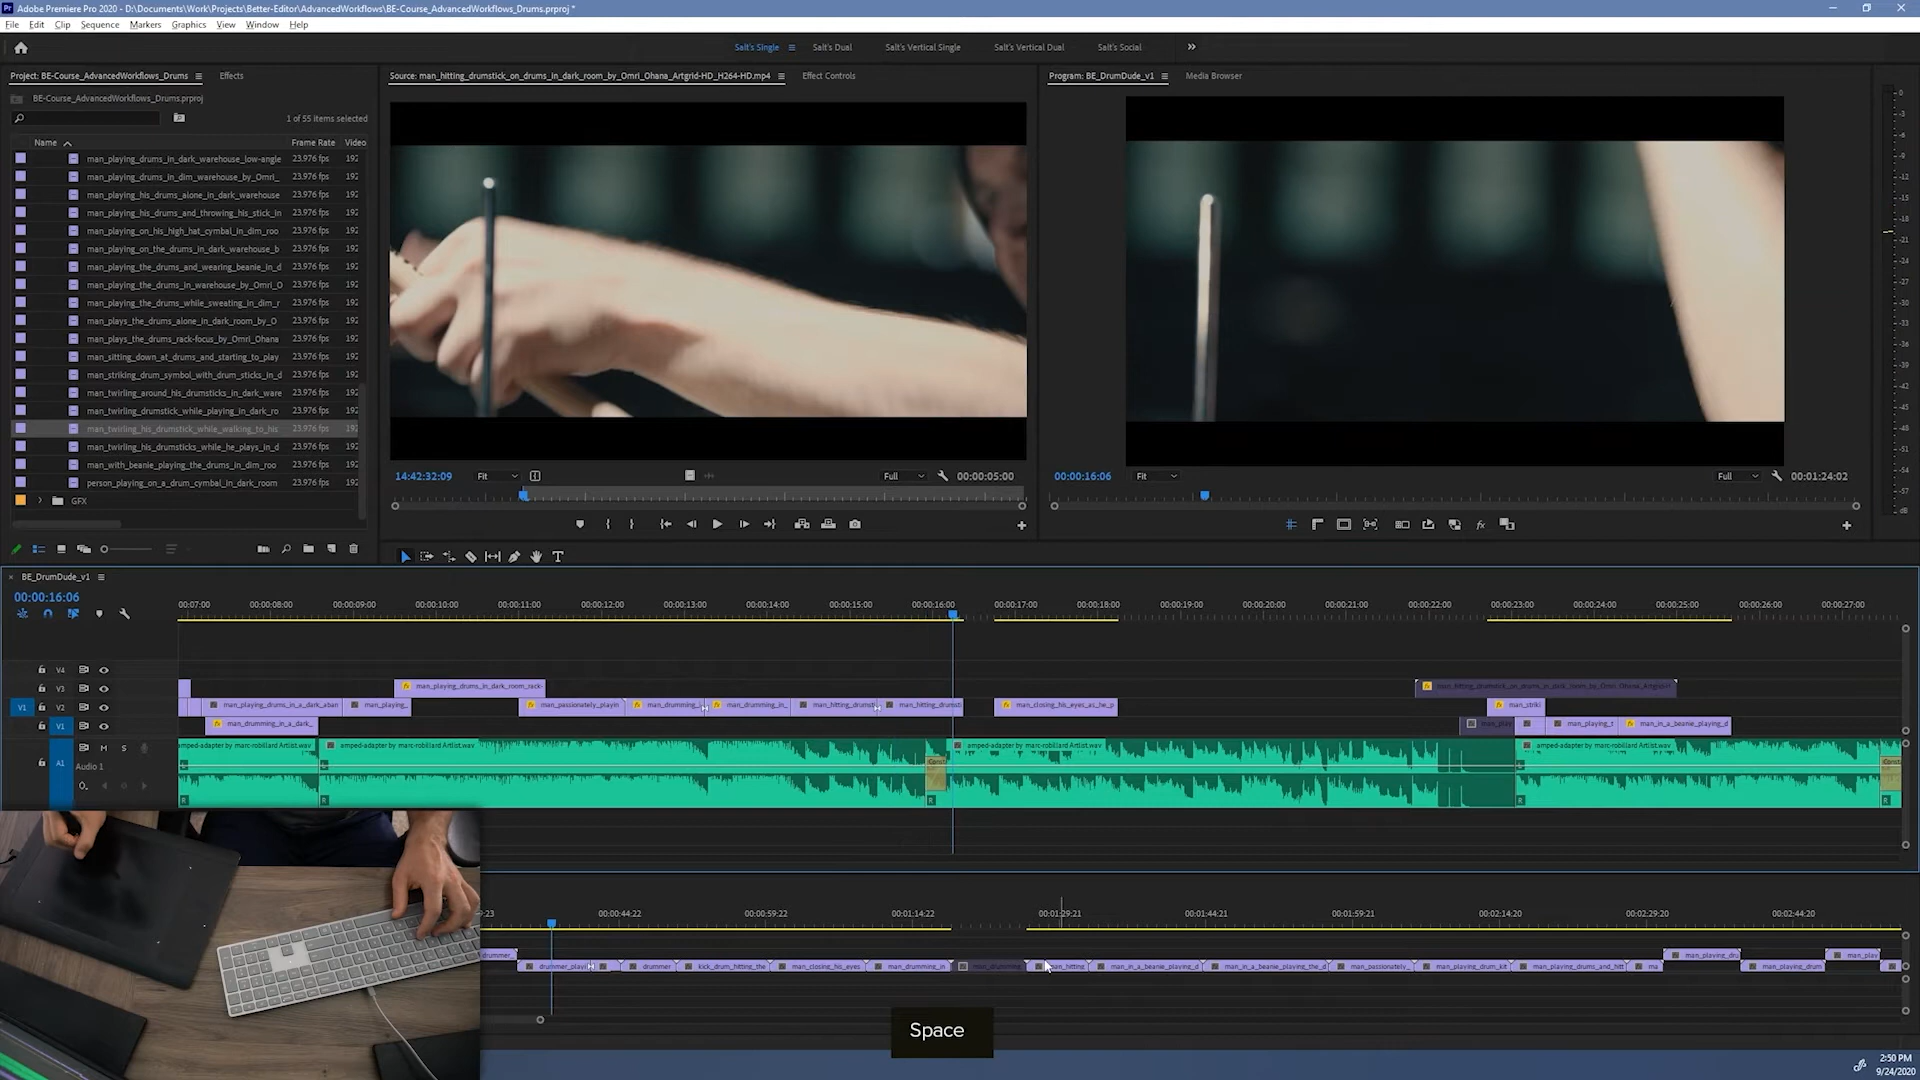 Adobe Premiere Pro 2020 - D:\Documents\Work\Projects\Better-Editor\AdvancedWorkflows\BE-Course_AdvancedWorkflows_Drums.prproj *
File Edit Clip Sequence Markers Graphics View Window Help
Salt's Single Salt's Dual Salt's Vertical Single Salt's Vertical Dual Salt's Social
Project: BE-Course_AdvancedWorkflows_Drums Effects
Source: man_hitting_drumstick_on_drums_in_dark_room_by_Omri_Ohana_Artgrid-HD_H264-HD.mp4 Effect Controls
Program: BE_DrumDude_v1 Media Browser
BE-Course_AdvancedWorkflows_Drums.prproj
1 of 55 items selected
Name Frame Rate Video
man_playing_drums_in_dark_warehouse_low-angle 23.976 fps 192
man_playing_drums_in_dim_warehouse_by_Omri_ 23.976 fps 192
man_playing_his_drums_alone_in_dark_warehouse 23.976 fps 192
man_playing_his_drums_and_throwing_his_stick_in 23.976 fps 192
man_playing_on_his_high_hat_cymbal_in_dim_roo 23.976 fps 192
man_playing_on_the_drums_in_dark_warehouse_b 23.976 fps 192
man_playing_the_drums_and_wearing_beanie_in_d 23.976 fps 192
man_playing_the_drums_in_warehouse_by_Omri_O 23.976 fps 192
man_playing_the_drums_while_sweating_in_dim_r 23.976 fps 192
man_plays_the_drums_alone_in_dark_room_by_O 23.976 fps 192
man_plays_the_drums_rack-focus_by_Omri_Ohana 23.976 fps 192
man_sitting_down_at_drums_and_starting_to_play 23.976 fps 192
man_striking_drum_symbol_with_drum_sticks_in_d 23.976 fps 192
man_twirling_around_his_drumsticks_in_dark_ware 23.976 fps 192
man_twirling_drumstick_while_playing_in_dark_ro 23.976 fps 192
man_twirling_his_drumstick_while_walking_to_his 23.976 fps 192
man_twirling_his_drumsticks_while_he_plays_in_d 23.976 fps 192
man_with_beanie_playing_the_drums_in_dim_roo 23.976 fps 192
person_playing_on_a_drum_cymbal_in_dark_room 23.976 fps 192
GFX
14:42:32:09 Fit Full 00:00:05:00
00:00:16:06 Fit Full 00:01:24:02
BE_DrumDude_v1
00:00:16:06
00:07:00 00:00:08:00 00:00:09:00 00:00:10:00 00:00:11:00 00:00:12:00 00:00:13:00 00:00:14:00 00:00:15:00 00:00:16:00 00:00:17:00 00:00:18:00 00:00:19:00 00:00:20:00 00:00:21:00 00:00:22:00 00:00:23:00 00:00:24:00 00:00:25:00 00:00:26:00 00:00:27:00
V4
V3 man_playing_drums_in_dark_room_rack- man_hitting_drumstick_on_drums_in_dark_room_by_Omri_Ohana_Artgrid-H
V1 V2 man_playing_drums_in_a_dark_aban man_playing_ man_passionately_playin man_drumming_ man_drumming_in_ man_hitting_drumst man_hitting_drumsti man_closing_his_eyes_as_he_p man_striki
V1 man_drumming_in_a_dark_ man_play man_playing_t man_in_a_beanie_playing_d
amped-adapter by marc-robillard Artlist.wav amped-adapter by marc-robillard Artlist.wav amped-adapter by marc-robillard Artlist.wav amped-adapter by marc-robillard Artlist.wav
M S
A1 Audio 1
Const Const
9:23 00:00:44:22 00:00:59:22 00:01:14:22 00:01:29:21 00:01:44:21 00:01:59:21 00:02:14:20 00:02:29:20 00:02:44:20
drummer_ man_playing_dru man_play
drummer_playi drummer kick_drum_hitting_the man_closing_his_eyes man_drumming_in man_hitting man_in_a_beanie_playing_d man_in_a_beanie_playing_the_d man_passionately_ man_playing_drum_kit man_playing_drums_and_hitt ma man_playing_drum
Space
2:50 PM
9/24/2020